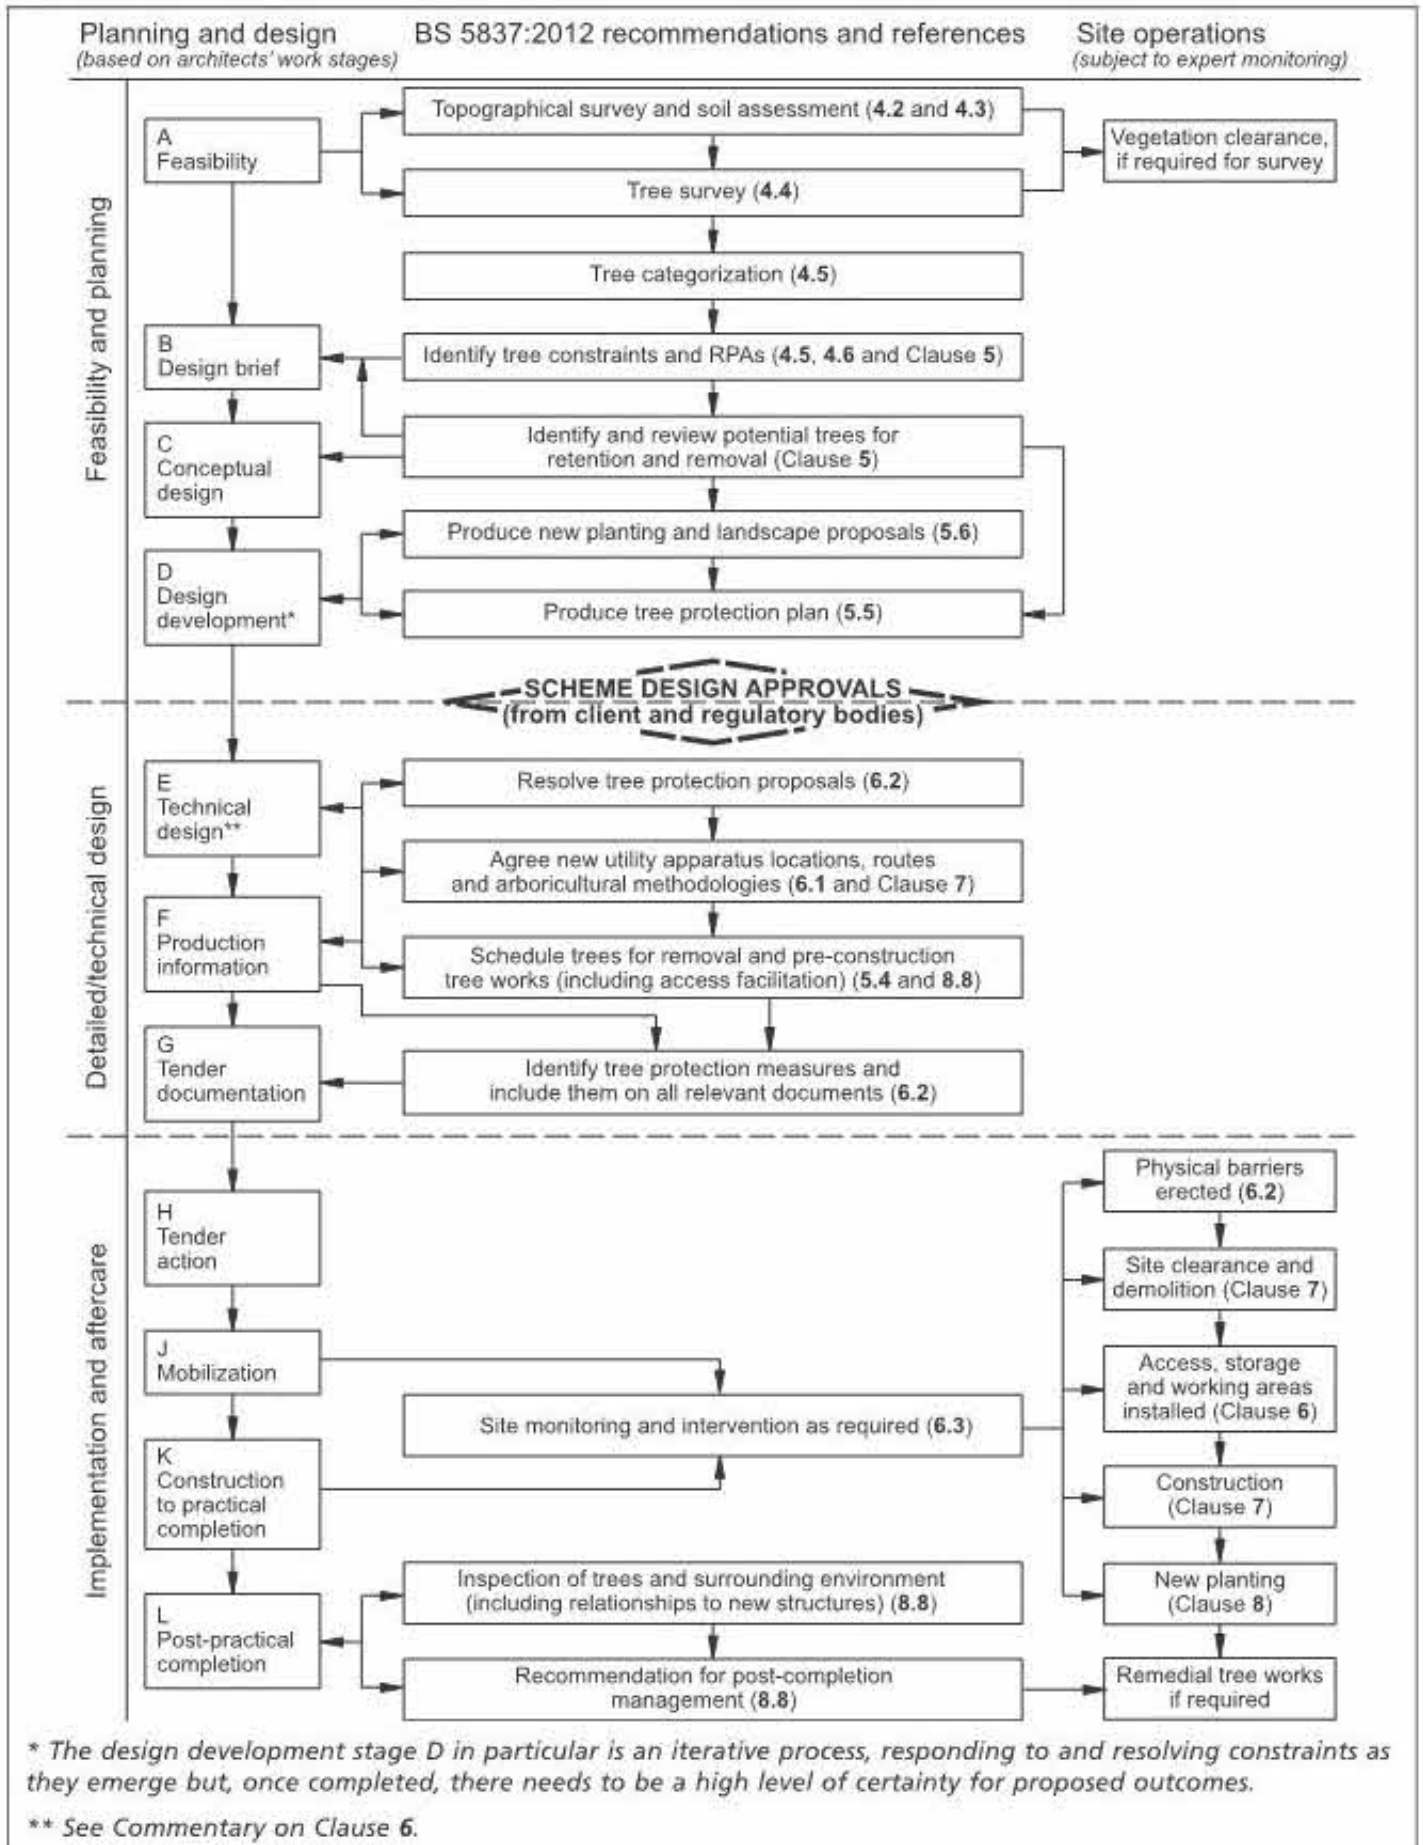 Planning and design
(based on architects' work stages)
BS 5837:2012 recommendations and references
Site operations
(subject to expert monitoring)
Feasibility and planning
A
Feasibility
Topographical survey and soil assessment (4.2 and 4.3)
Vegetation clearance,
if required for survey
Tree survey (4.4)
Tree categorization (4.5)
B
Design brief
Identify tree constraints and RPAs (4.5, 4.6 and Clause 5)
C
Conceptual
design
Identify and review potential trees for
retention and removal (Clause 5)
Produce new planting and landscape proposals (5.6)
D
Design
development*
Produce tree protection plan (5.5)
SCHEME DESIGN APPROVALS
(from client and regulatory bodies)
Detailed/technical design
E
Technical
design**
Resolve tree protection proposals (6.2)
Agree new utility apparatus locations, routes
and arboricultural methodologies (6.1 and Clause 7)
F
Production
information
Schedule trees for removal and pre-construction
tree works (including access facilitation) (5.4 and 8.8)
G
Tender
documentation
Identify tree protection measures and
include them on all relevant documents (6.2)
Implementation and aftercare
H
Tender
action
Physical barriers
erected (6.2)
Site clearance and
demolition (Clause 7)
J
Mobilization
Access, storage
and working areas
installed (Clause 6)
Site monitoring and intervention as required (6.3)
K
Construction
to practical
completion
Construction
(Clause 7)
L
Post-practical
completion
Inspection of trees and surrounding environment
(including relationships to new structures) (8.8)
New planting
(Clause 8)
Recommendation for post-completion
management (8.8)
Remedial tree works
if required
* The design development stage D in particular is an iterative process, responding to and resolving constraints as
they emerge but, once completed, there needs to be a high level of certainty for proposed outcomes.
** See Commentary on Clause 6.